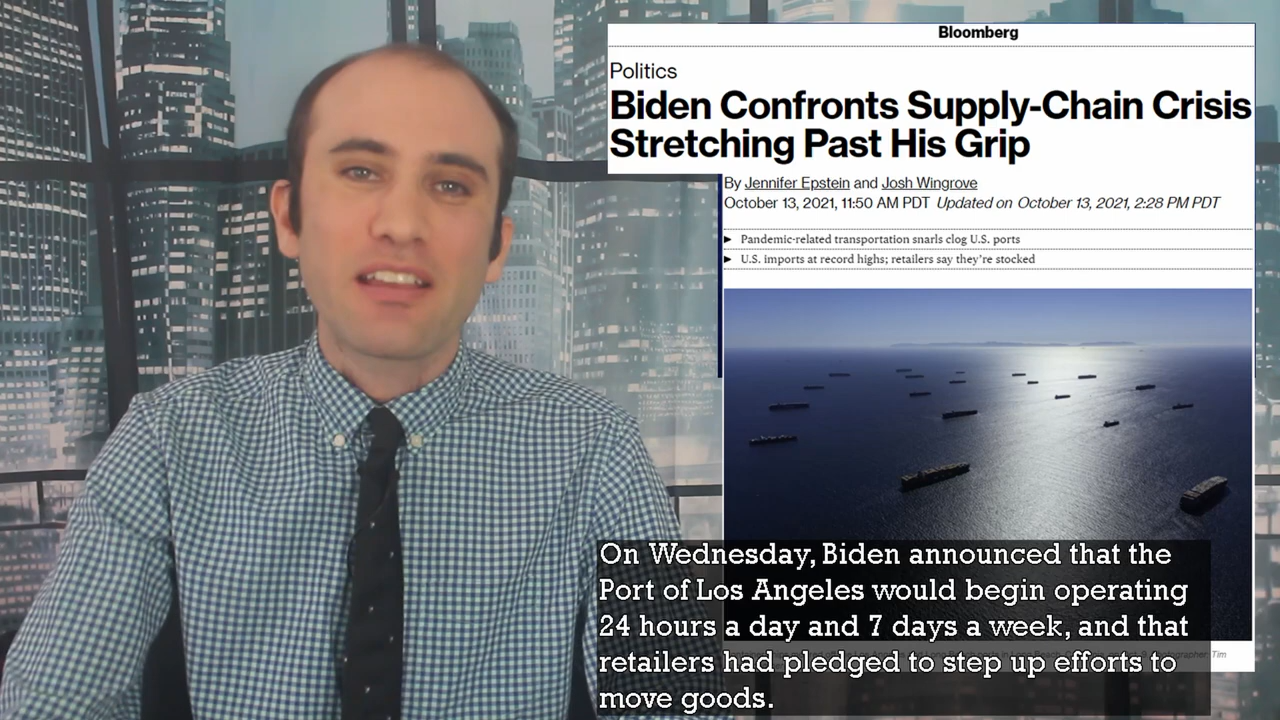 Bloomberg
Politics
Biden Confronts Supply-Chain Crisis
Stretching Past His Grip
By Jennifer Epstein and Josh Wingrove
October 13, 2021, 11:50 AM PDT Updated on October 13, 2021, 2:28 PM PDT
Pandemic-related transportation snarls clog U.S. ports
U.S. imports at record highs; retailers say they're stocked
On Wednesday, Biden announced that the
Port of Los Angeles would begin operating
24 hours a day and 7 days a week, and that
retailers had pledged to step up efforts to
move goods.
Tim